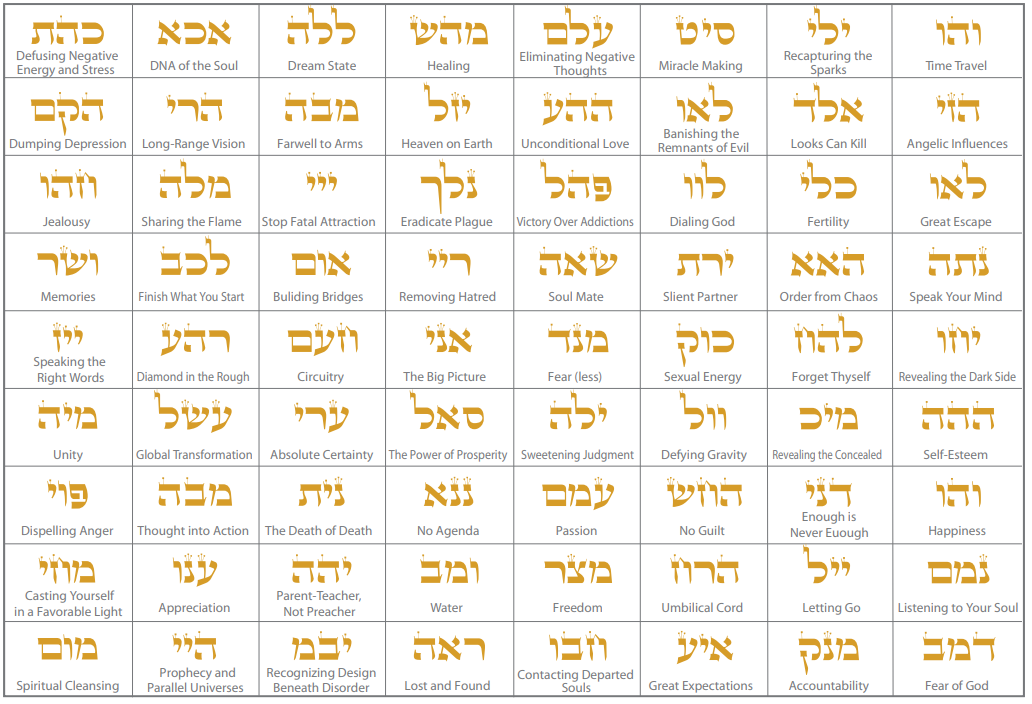 כהת
Defusing Negative
Energy and Stress
אכא
DNA of the Soul
ללה
Dream State
מהש
Healing
עלם
Eliminating Negative
Thoughts
סיט
Miracle Making
ילי
Recapturing the
Sparks
והו
Time Travel
הקם
Dumping Depression
הרי
Long-Range Vision
מבה
Farwell to Arms
יזל
Heaven on Earth
ההע
Unconditional Love
לאו
Banishing the
Remnants of Evil
אלד
Looks Can Kill
הזי
Angelic Influences
חהו
Jealousy
מלה
Sharing the Flame
ייי
Stop Fatal Attraction
נלך
Eradicate Plague
פהל
Victory Over Addictions
לוו
Dialing God
כלי
Fertility
לאו
Great Escape
ושר
Memories
לכב
Finish What You Start
אום
Buliding Bridges
ריי
Removing Hatred
שאה
Soul Mate
ירת
Slient Partner
האא
Order from Chaos
נתה
Speak Your Mind
ייז
Speaking the
Right Words
רהע
Diamond in the Rough
חעם
Circuitry
אני
The Big Picture
מנד
Fear (less)
כוק
Sexual Energy
להח
Forget Thyself
יחו
Revealing the Dark Side
מיה
Unity
עשל
Global Transformation
ערי
Absolute Certainty
סאל
The Power of Prosperity
ילה
Sweetening Judgment
וול
Defying Gravity
מיכ
Revealing the Concealed
ההה
Self-Esteem
פוי
Dispelling Anger
מבה
Thought into Action
נית
The Death of Death
ננא
No Agenda
עמם
Passion
החש
No Guilt
דני
Enough is
Never Euough
והו
Happiness
מחי
Casting Yourself
in a Favorable Light
ענו
Appreciation
יהה
Parent-Teacher,
Not Preacher
ומב
Water
מצר
Freedom
הרח
Umbilical Cord
ייל
Letting Go
נמם
Listening to Your Soul
מום
Spiritual Cleansing
היי
Prophecy and
Parallel Universes
יבמ
Recognizing Design
Beneath Disorder
ראה
Lost and Found
חבו
Contacting Departed
Souls
איע
Great Expectations
מנק
Accountability
דמב
Fear of God